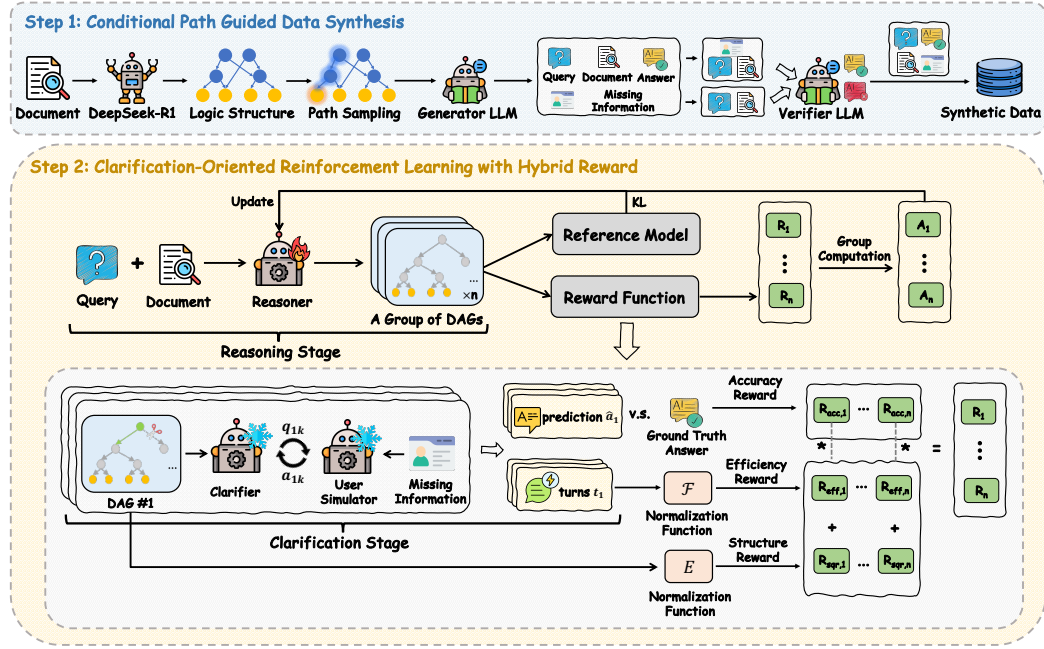 Step 1: Conditional Path Guided Data Synthesis
Query
Document
Answer
Missing
Information
Document
DeepSeek-R1
Logic Structure
Path Sampling
Generator LLM
Verifier LLM
Synthetic Data
Step 2: Clarification-Oriented Reinforcement Learning with Hybrid Reward
Update
KL
Query
+
Document
Reasoner
...
×n
A Group of DAGs
Reference Model
Reward Function
R1
⋮
Rn
Group
Computation
A1
⋮
An
Reasoning Stage
DAG #1
...
Clarifier
q1k
a1k
User
Simulator
Missing
Information
Clarification Stage
prediction â1
v.s.
Ground Truth
Answer
Accuracy
Reward
Racc,1 ... Racc,n
* *
turns t1
F
Normalization
Function
Efficiency
Reward
Reff,1 ... Reff,n
+ +
E
Normalization
Function
Structure
Reward
Rsqr,1 ... Rsqr,n
=
R1
⋮
Rn